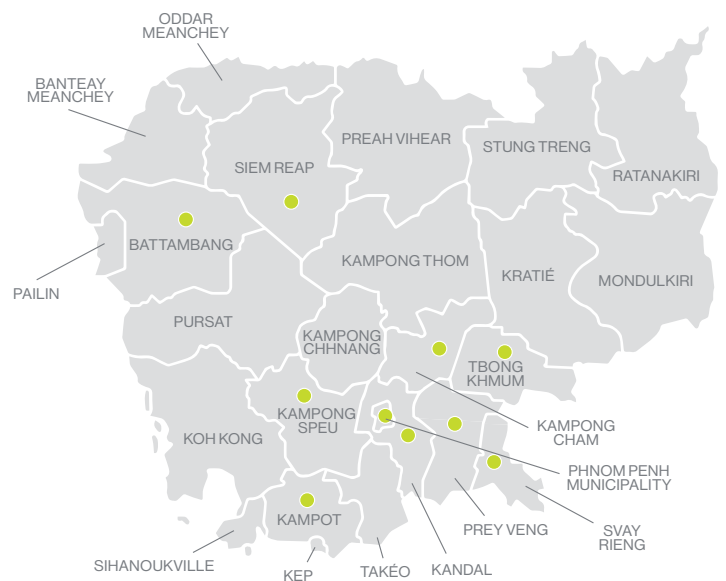 ODDAR
MEANCHEY
BANTEAY
MEANCHEY
PREAH VIHEAR
STUNG TRENG
SIEM REAP
RATANAKIRI
BATTAMBANG
KAMPONG THOM
KRATIÉ
MONDULKIRI
PAILIN
PURSAT
KAMPONG
CHHNANG
TBONG
KHMUM
KAMPONG
SPEU
KAMPONG
CHAM
KOH KONG
PHNOM PENH
MUNICIPALITY
KAMPOT
PREY VENG
SVAY
RIENG
SIHANOUKVILLE
KEP
TAKÉO
KANDAL